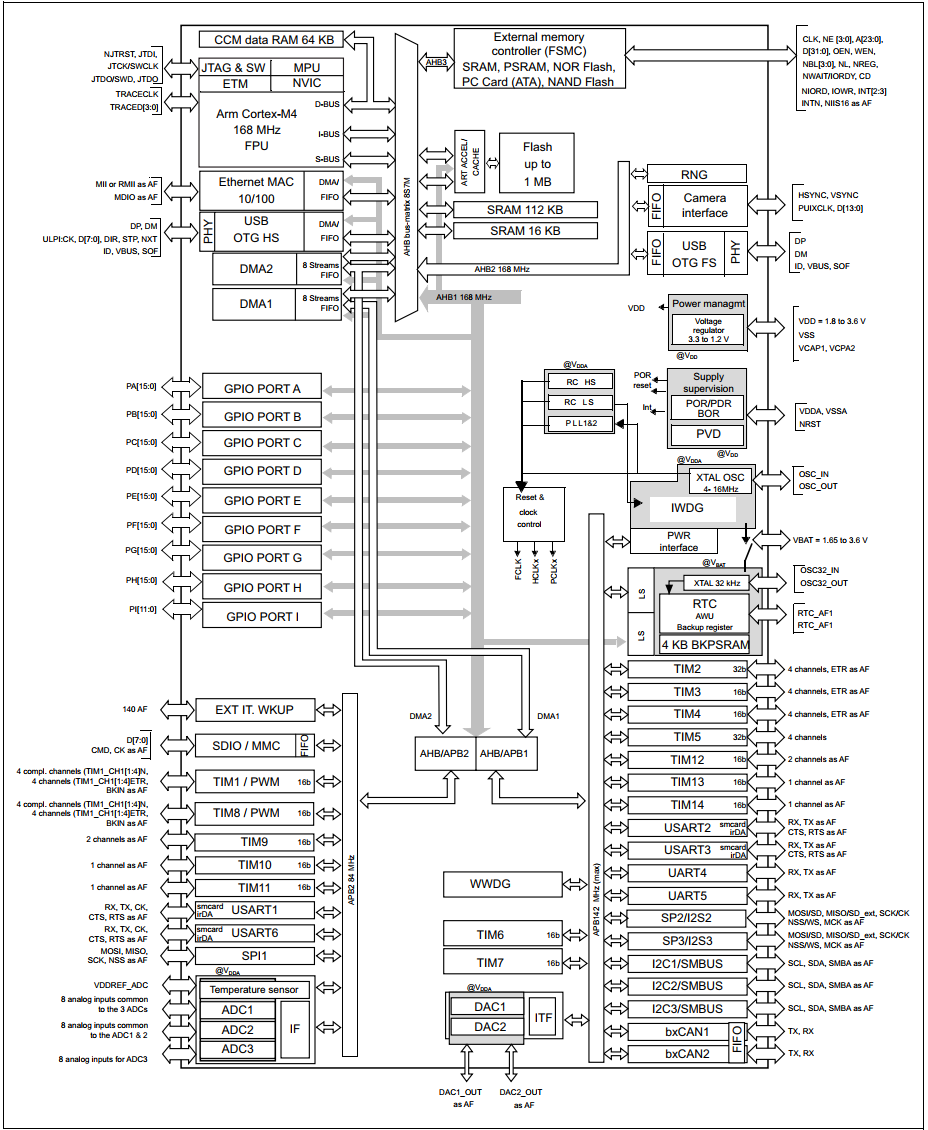 CCM data RAM 64 KB
NJTRST, JTDI,
JTCK/SWCLK
JTDO/SWD, JTDO
TRACECLK
TRACED[3:0]
JTAG & SW
MPU
ETM
NVIC
Arm Cortex-M4
168 MHz
FPU
D-BUS
I-BUS
S-BUS
MII or RMII as AF
MDIO as AF
Ethernet MAC
10/100
DMA/
FIFO
DP, DM
ULPI:CK, D[7:0], DIR, STP, NXT
ID, VBUS, SOF
PHY
USB
OTG HS
DMA/
FIFO
DMA2
8 Streams
FIFO
DMA1
8 Streams
FIFO
AHB bus-matrix 8S7M
AHB3
External memory
controller (FSMC)
SRAM, PSRAM, NOR Flash,
PC Card (ATA), NAND Flash
CLK, NE [3:0], A[23:0],
D[31:0], OEN, WEN,
NBL[3:0], NL, NREG,
NWAIT/IORDY, CD
NIORD, IOWR, INT[2:3]
INTN, NIIS16 as AF
ART ACCEL/
CACHE
Flash
up to
1 MB
SRAM 112 KB
SRAM 16 KB
AHB2 168 MHz
AHB1 168 MHz
RNG
FIFO
Camera
interface
HSYNC, VSYNC
PUIXCLK, D[13:0]
FIFO
USB
OTG FS
PHY
DP
DM
ID, VBUS, SOF
VDD
Power managmt
Voltage
regulator
3.3 to 1.2 V
@VDD
VDD = 1.8 to 3.6 V
VSS
VCAP1, VCPA2
@VDDA
RC HS
RC LS
PLL1&2
POR
reset
Int
Supply
supervision
POR/PDR
BOR
PVD
@VDD
VDDA, VSSA
NRST
@VDDA
XTAL OSC
4- 16MHz
IWDG
OSC_IN
OSC_OUT
Reset &
clock
control
FCLK
HCLKx
PCLKx
PWR
interface
VBAT = 1.65 to 3.6 V
@VBAT
LS
LS
XTAL 32 kHz
RTC
AWU
Backup register
4 KB BKPSRAM
OSC32_IN
OSC32_OUT
RTC_AF1
RTC_AF1
PA[15:0]
GPIO PORT A
PB[15:0]
GPIO PORT B
PC[15:0]
GPIO PORT C
PD[15:0]
GPIO PORT D
PE[15:0]
GPIO PORT E
PF[15:0]
GPIO PORT F
PG[15:0]
GPIO PORT G
PH[15:0]
GPIO PORT H
PI[11:0]
GPIO PORT I
DMA2
DMA1
AHB/APB2
AHB/APB1
140 AF
EXT IT. WKUP
D[7:0]
CMD, CK as AF
SDIO / MMC
FIFO
4 compl. channels (TIM1_CH1[1:4]N,
4 channels (TIM1_CH1[1:4]ETR,
BKIN as AF
TIM1 / PWM
16b
4 compl. channels (TIM1_CH1[1:4]N,
4 channels (TIM1_CH1[1:4]ETR,
BKIN as AF
TIM8 / PWM
16b
2 channels as AF
TIM9
16b
1 channel as AF
TIM10
16b
1 channel as AF
TIM11
16b
RX, TX, CK,
CTS, RTS as AF
smcard
irDA
USART1
RX, TX, CK,
CTS, RTS as AF
smcard
irDA
USART6
MOSI, MISO,
SCK, NSS as AF
SPI1
@VDDA
VDDREF_ADC
Temperature sensor
8 analog inputs common
to the 3 ADCs
ADC1
8 analog inputs common
to the ADC1 & 2
ADC2
8 analog inputs for ADC3
ADC3
IF
APB2 84 MHz
WWDG
TIM6
16b
TIM7
16b
@VDDA
DAC1
DAC2
ITF
DAC1_OUT
as AF
DAC2_OUT
as AF
APB142 MHz (max)
TIM2
32b
4 channels, ETR as AF
TIM3
16b
4 channels, ETR as AF
TIM4
16b
4 channels, ETR as AF
TIM5
32b
4 channels
TIM12
16b
2 channels as AF
TIM13
16b
1 channel as AF
TIM14
16b
1 channel as AF
USART2
smcard
irDA
RX, TX as AF
CTS, RTS as AF
USART3
smcard
irDA
RX, TX as AF
CTS, RTS as AF
UART4
RX, TX as AF
UART5
RX, TX as AF
SP2/I2S2
MOSI/SD, MISO/SD_ext, SCK/CK
NSS/WS, MCK as AF
SP3/I2S3
MOSI/SD, MISO/SD_ext, SCK/CK
NSS/WS, MCK as AF
I2C1/SMBUS
SCL, SDA, SMBA as AF
I2C2/SMBUS
SCL, SDA, SMBA as AF
I2C3/SMBUS
SCL, SDA, SMBA as AF
bxCAN1
TX, RX
bxCAN2
FIFO
TX, RX